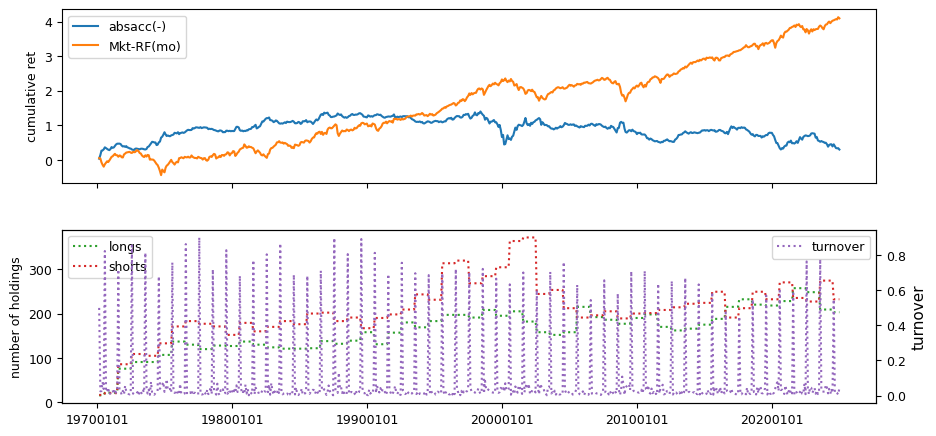 absacc(-)
Mkt-RF(mo)
cumulative ret
4
3
2
1
0
longs
shorts
turnover
number of holdings
300
200
100
0
0.8
0.6
0.4
0.2
0.0
turnover
19700101
19800101
19900101
20000101
20100101
20200101